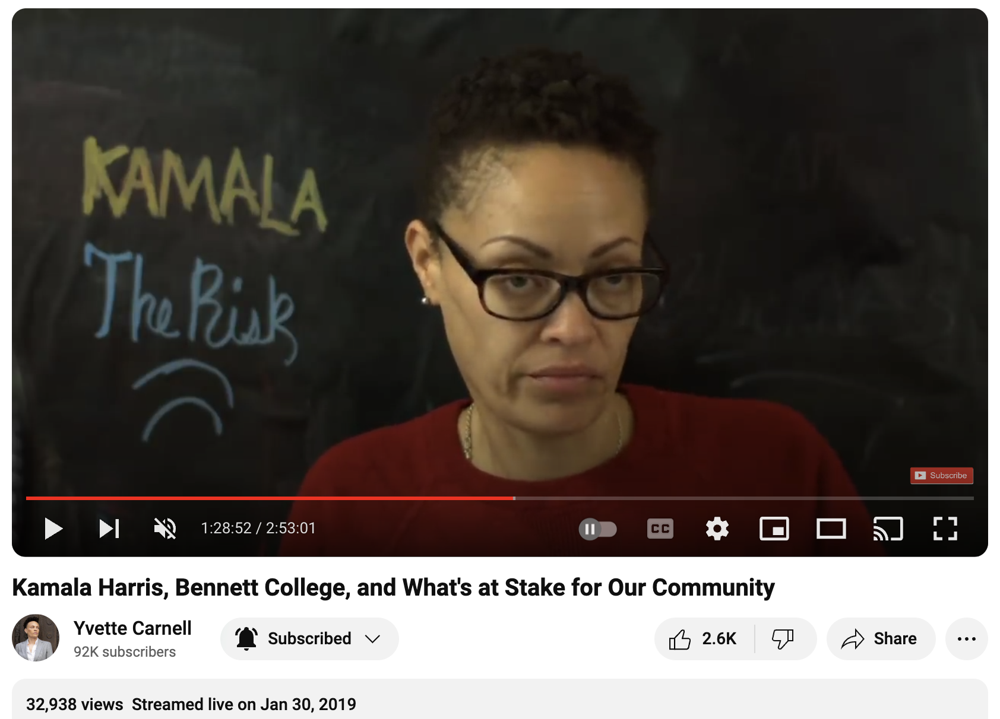 KAMALA
The Risk
Subscribe
1:28:52 / 2:53:01
CC
Kamala Harris, Bennett College, and What's at Stake for Our Community
Yvette Carnell
92K subscribers
Subscribed
2.6K
Share
32,938 views Streamed live on Jan 30, 2019